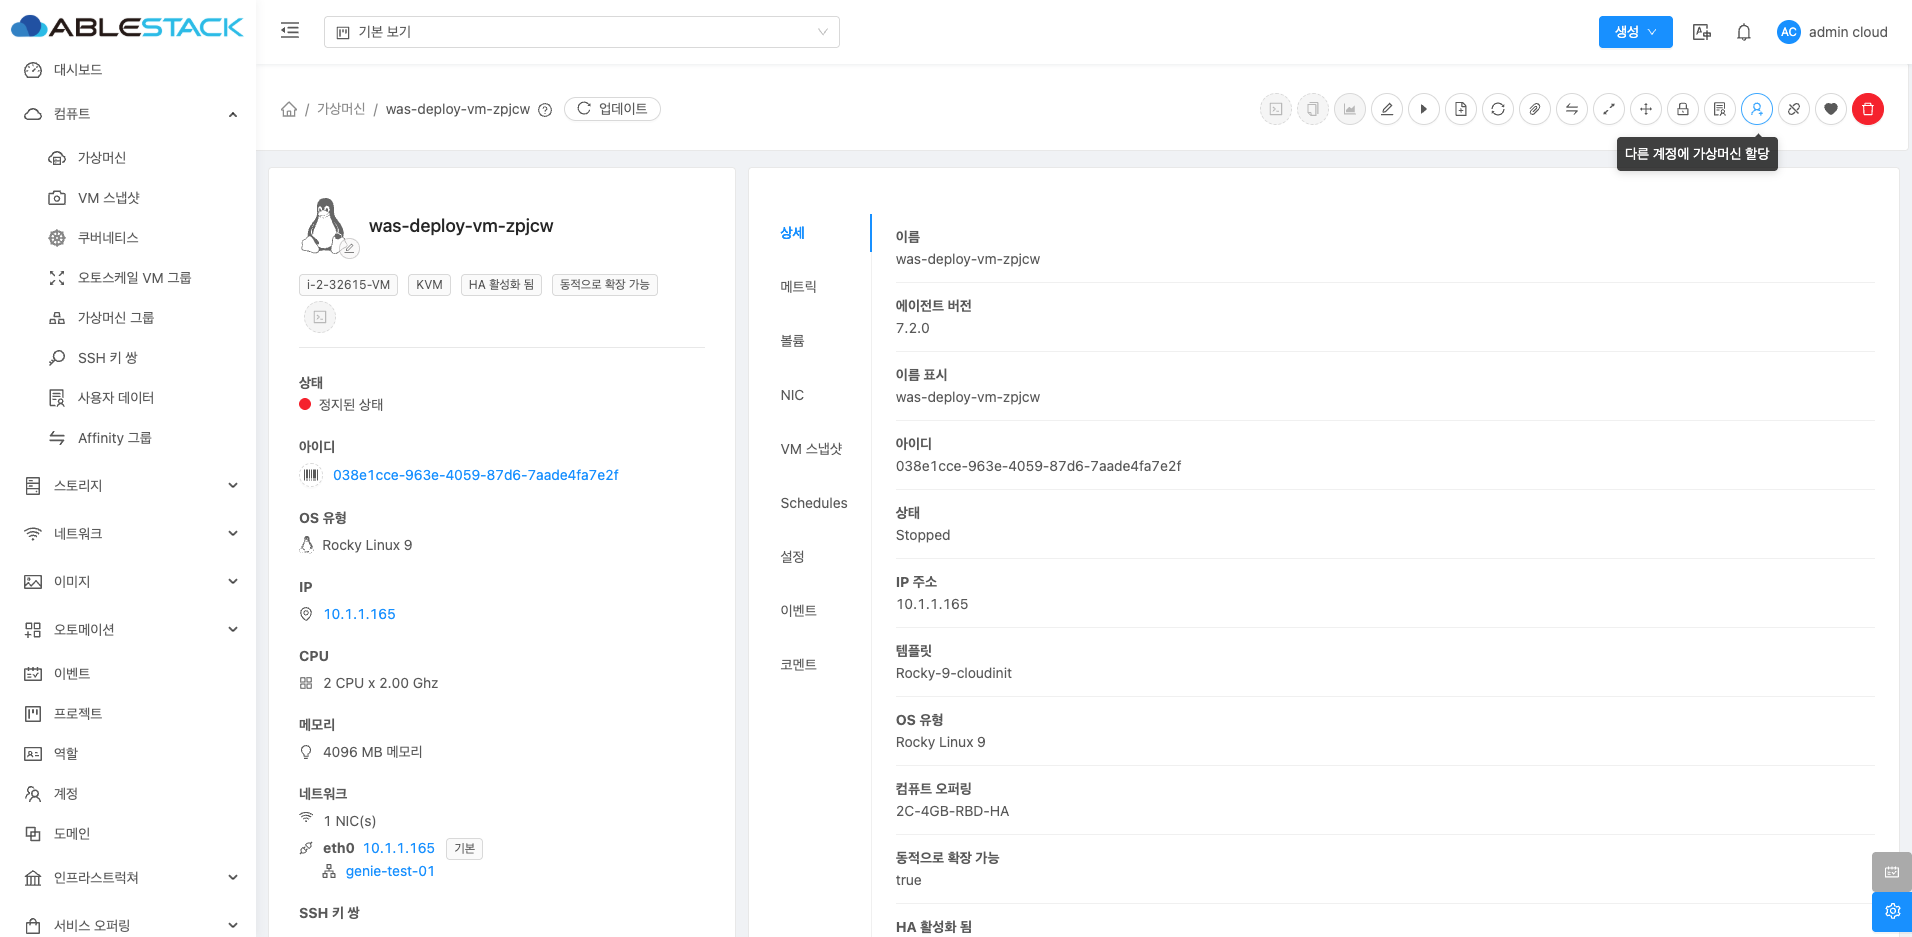 ABLESTACK
기본 보기
생성
AC
admin cloud
대시보드
컴퓨트
가상머신
VM 스냅샷
쿠버네티스
오토스케일 VM 그룹
가상머신 그룹
SSH 키 쌍
사용자 데이터
Affinity 그룹
스토리지
네트워크
이미지
오토메이션
이벤트
프로젝트
역할
계정
도메인
인프라스트럭쳐
서비스 오퍼링
/ 가상머신 / was-deploy-vm-zpjcw
업데이트
다른 계정에 가상머신 할당
was-deploy-vm-zpjcw
i-2-32615-VM
KVM
HA 활성화 됨
동적으로 확장 가능
상태
정지된 상태
아이디
038e1cce-963e-4059-87d6-7aade4fa7e2f
OS 유형
Rocky Linux 9
IP
10.1.1.165
CPU
2 CPU x 2.00 Ghz
메모리
4096 MB 메모리
네트워크
1 NIC(s)
eth0 10.1.1.165 기본
genie-test-01
SSH 키 쌍
상세
메트릭
볼륨
NIC
VM 스냅샷
Schedules
설정
이벤트
코멘트
이름
was-deploy-vm-zpjcw
에이전트 버전
7.2.0
이름 표시
was-deploy-vm-zpjcw
아이디
038e1cce-963e-4059-87d6-7aade4fa7e2f
상태
Stopped
IP 주소
10.1.1.165
템플릿
Rocky-9-cloudinit
OS 유형
Rocky Linux 9
컴퓨트 오퍼링
2C-4GB-RBD-HA
동적으로 확장 가능
true
HA 활성화 됨